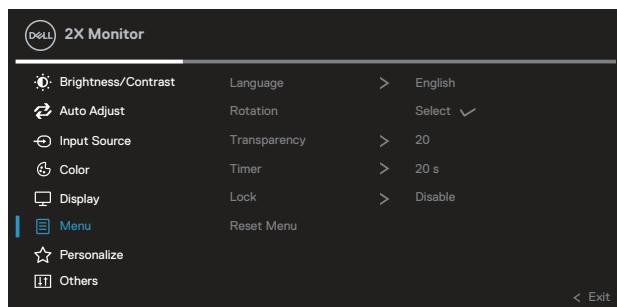 DELL 2X Monitor
Brightness/Contrast Language > English
Auto Adjust Rotation Select ✓
Input Source Transparency > 20
Color Timer > 20 s
Display Lock > Disable
Menu Reset Menu
Personalize
Others
< Exit